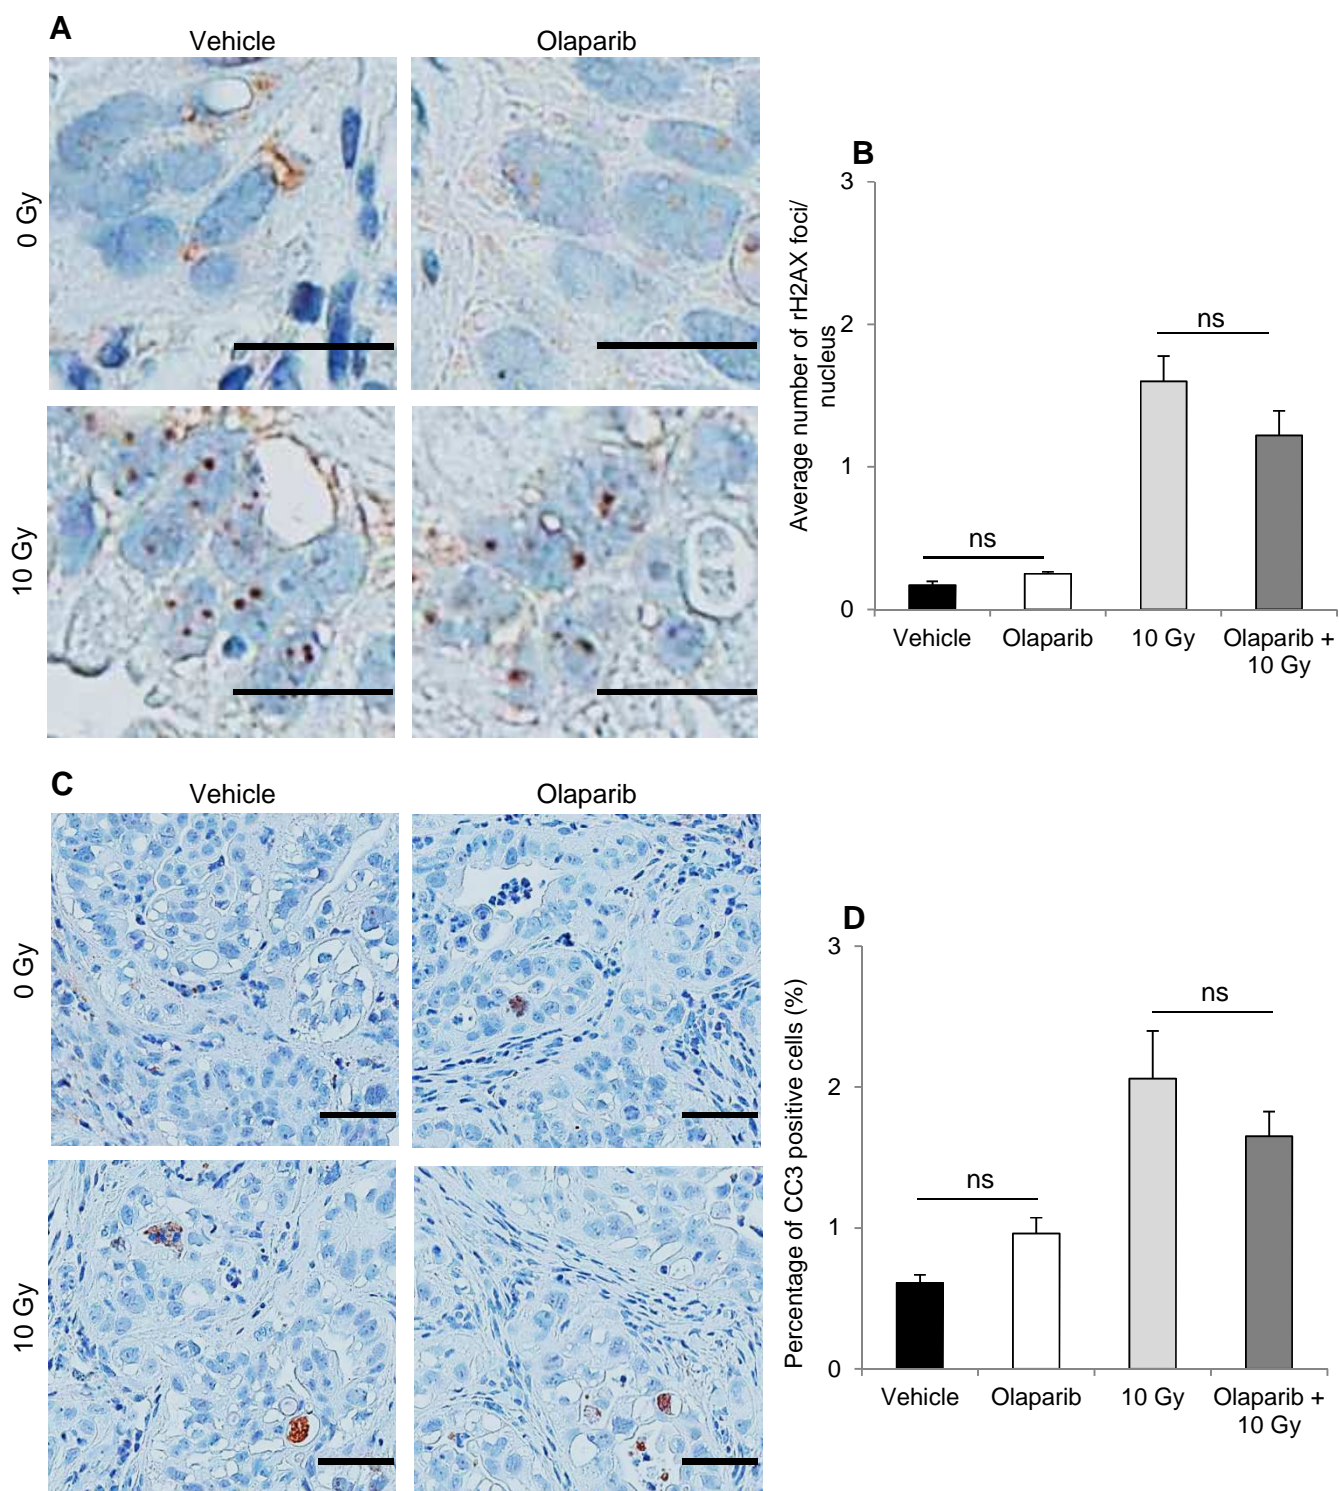 A
Vehicle
Olaparib
0 Gy
10 Gy
B
Average number of rH2AX foci/
nucleus
3
2
1
0
ns
ns
Vehicle
Olaparib
10 Gy
Olaparib +
10 Gy
C
Vehicle
Olaparib
0 Gy
10 Gy
D
Percentage of CC3 positive cells (%)
3
2
1
0
ns
ns
Vehicle
Olaparib
10 Gy
Olaparib +
10 Gy